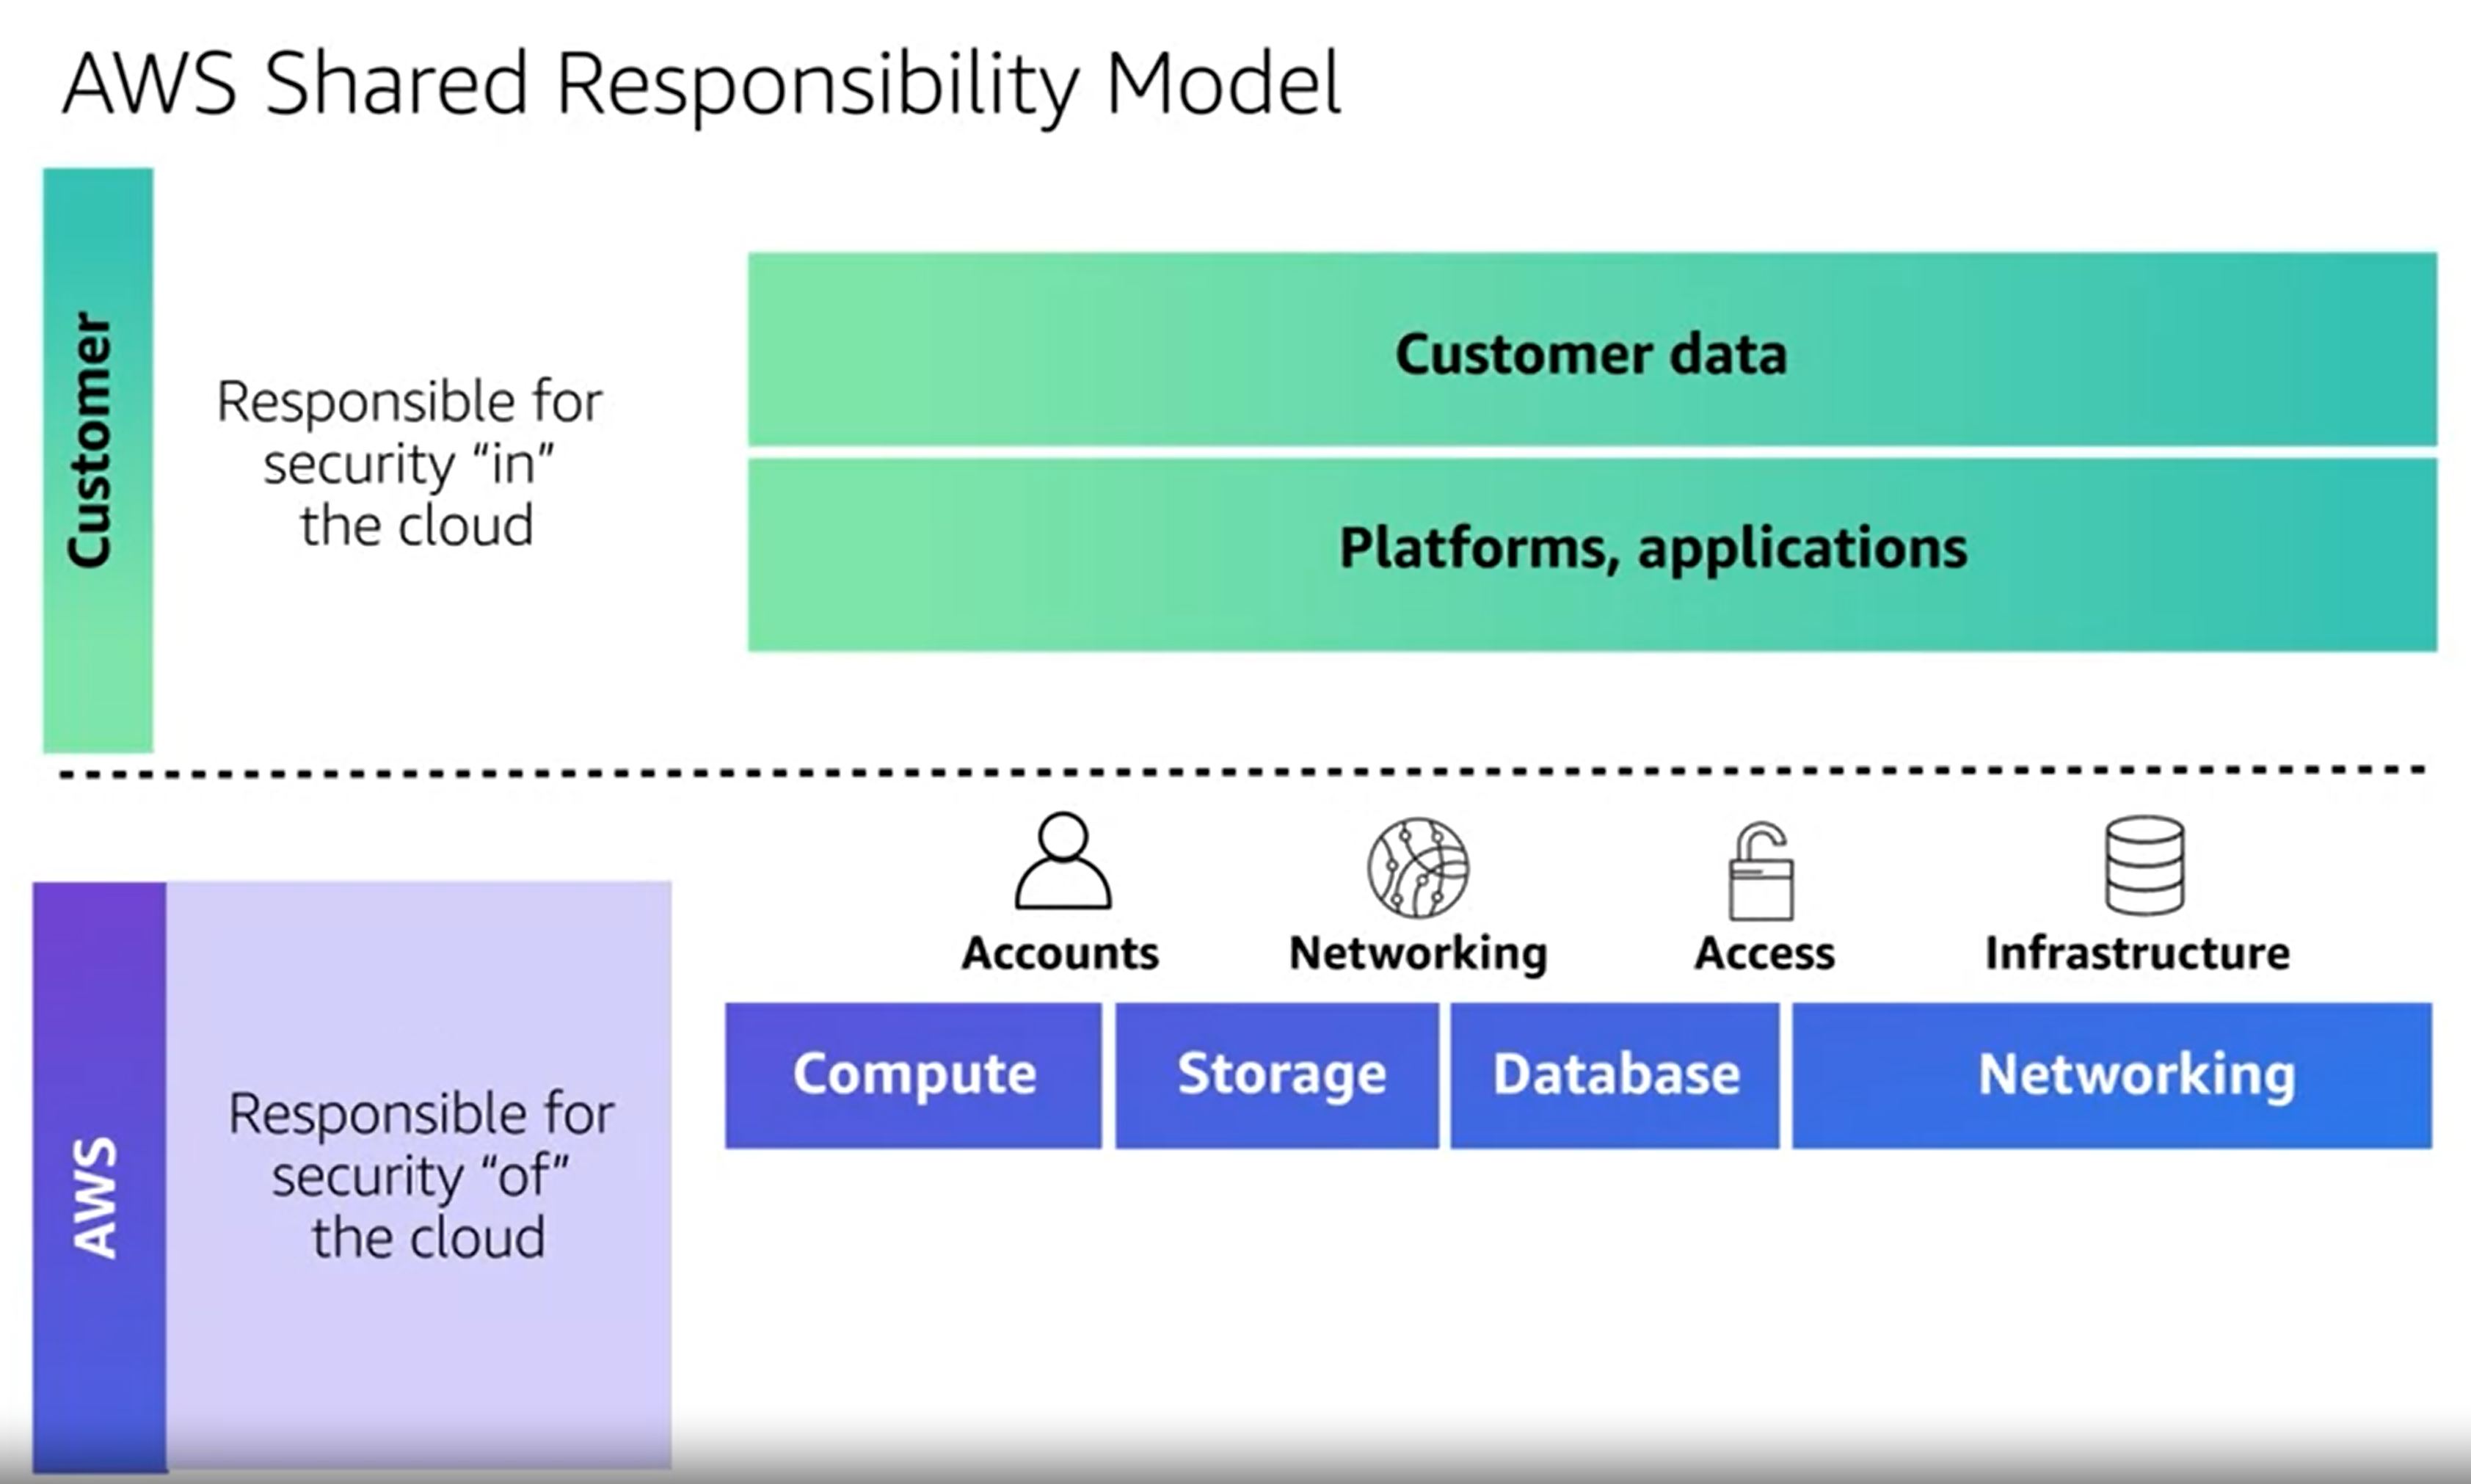 AWS Shared Responsibility Model
Customer
Responsible for
security “in”
the cloud
Customer data
Platforms, applications
Accounts
Networking
Access
Infrastructure
AWS
Responsible for
security “of”
the cloud
Compute
Storage
Database
Networking